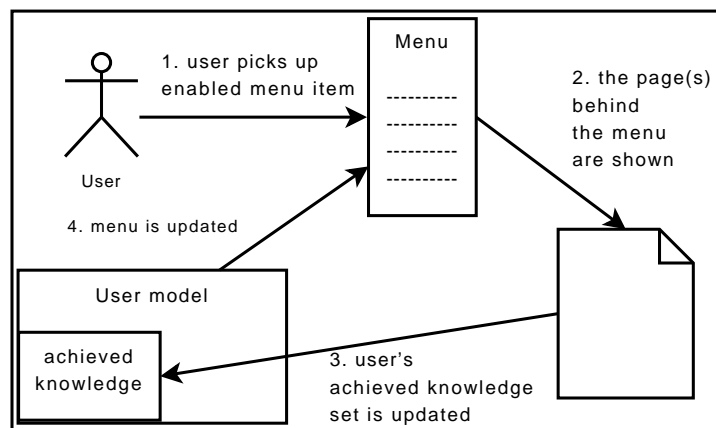 Menu
1. user picks up
enabled menu item
2. the page(s)
behind
the menu
are shown
----------
----------
----------
----------
User
4. menu is updated
User model
achieved
knowledge
3. user's
achieved knowledge
set is updated